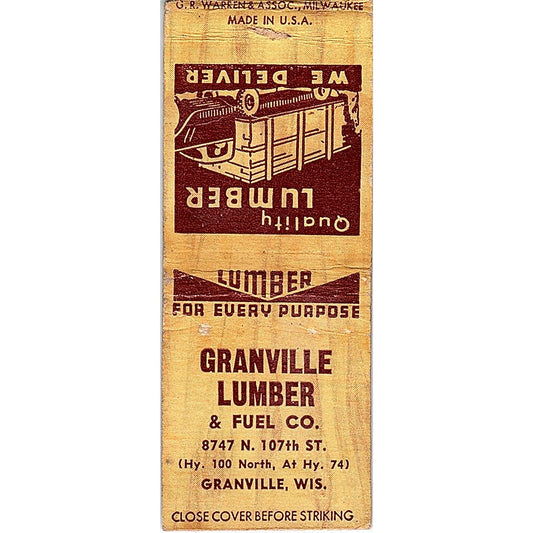 G. R. WARREN & ASSOC., MILWAUKEE
MADE IN U.S.A.
WE DELIVER
Quality
LUMBER
LUMBER
FOR EVERY PURPOSE
GRANVILLE
LUMBER
& FUEL CO.
8747 N. 107th ST.
(Hy. 100 North, At Hy. 74)
GRANVILLE, WIS.
CLOSE COVER BEFORE STRIKING